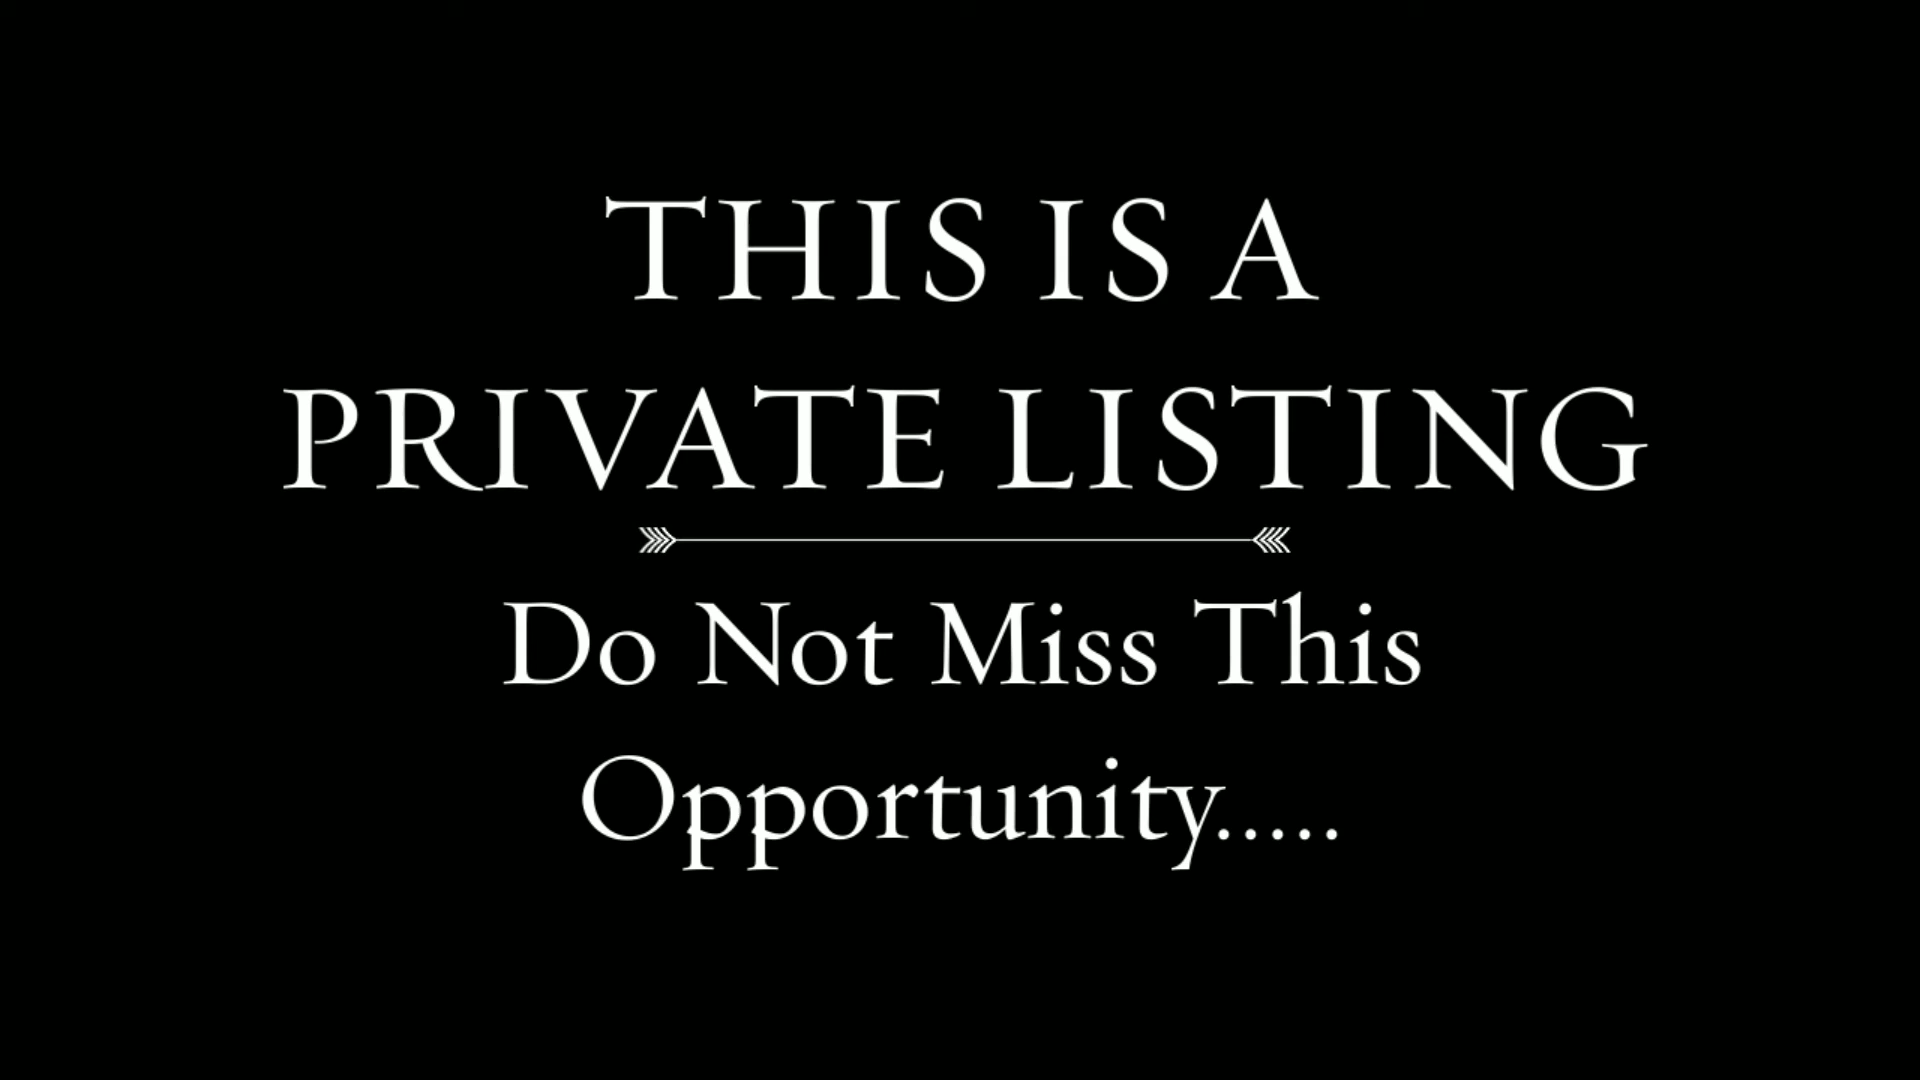 THIS IS A
PRIVATE LISTING
Do Not Miss This
Opportunity.....